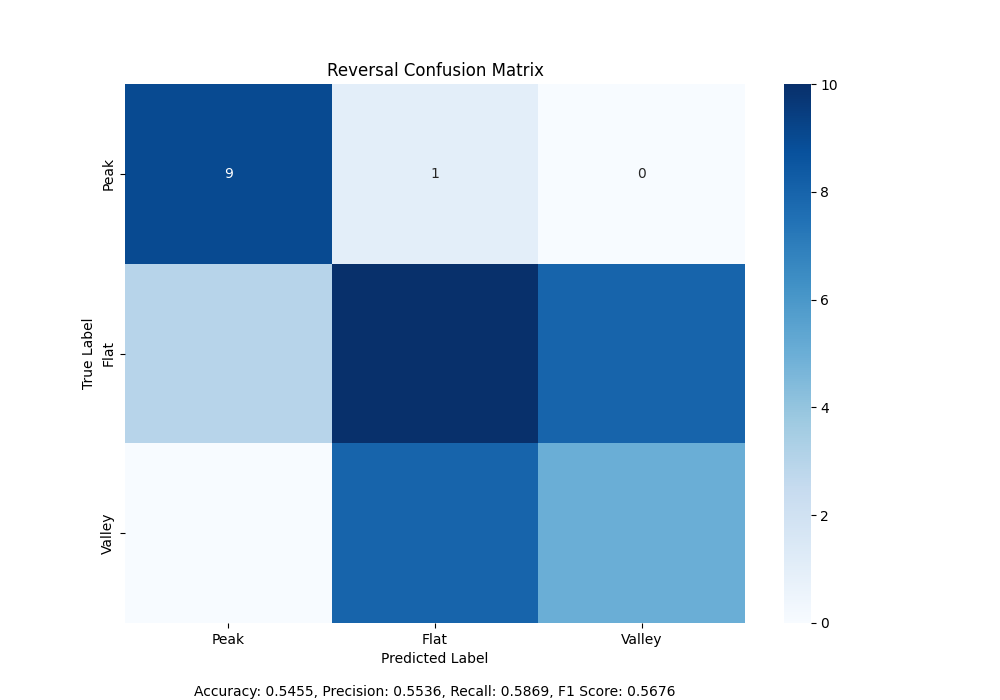 Reversal Confusion Matrix
10
Peak
9
1
0
8
6
True Label
Flat
4
Valley
2
0
Peak
Flat
Valley
Predicted Label
Accuracy: 0.5455, Precision: 0.5536, Recall: 0.5869, F1 Score: 0.5676